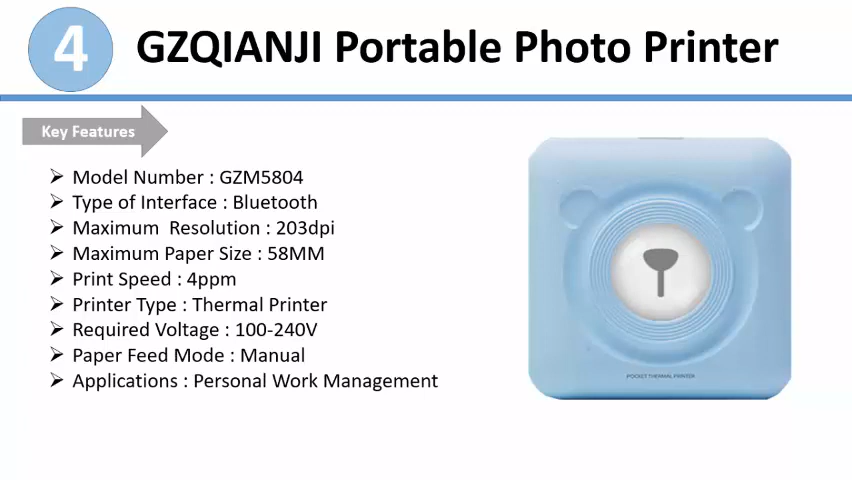 4
GZQIANJI Portable Photo Printer
Key Features
Model Number : GZM5804
Type of Interface : Bluetooth
Maximum  Resolution : 203dpi
Maximum Paper Size : 58MM
Print Speed : 4ppm
Printer Type : Thermal Printer
Required Voltage : 100-240V
Paper Feed Mode : Manual
Applications : Personal Work Management
POCKET THERMAL PRINTER